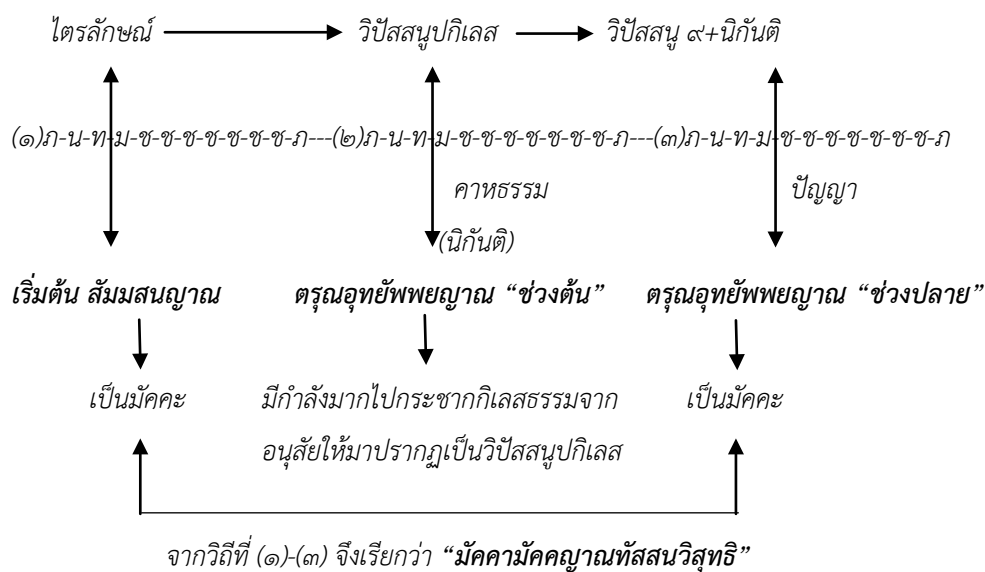 ไตรลักษณ์ วิปัสสนูปกิเลส วิปัสสนู ๙+นิกันติ
(๑)ภ-น-ท-ม-ช-ช-ช-ช-ช-ช-ช-ภ---(๒)ภ-น-ท-ม-ช-ช-ช-ช-ช-ช-ช-ภ---(๓)ภ-น-ท-ม-ช-ช-ช-ช-ช-ช-ช-ภ
คาหธรรม ปัญญา
(นิกันติ)
เริ่มต้น สัมมสนญาณ ตรุณอุทยัพพยญาณ “ช่วงต้น” ตรุณอุทยัพพยญาณ “ช่วงปลาย”
เป็นมัคคะ มีกำลังมากไปกระชากกิเลสธรรมจาก เป็นมัคคะ
อนุสัยให้มาปรากฏเป็นวิปัสสนูปกิเลส
จากวิถีที่ (๑)-(๓) จึงเรียกว่า “มัคคามัคคญาณทัสสนวิสุทธิ”